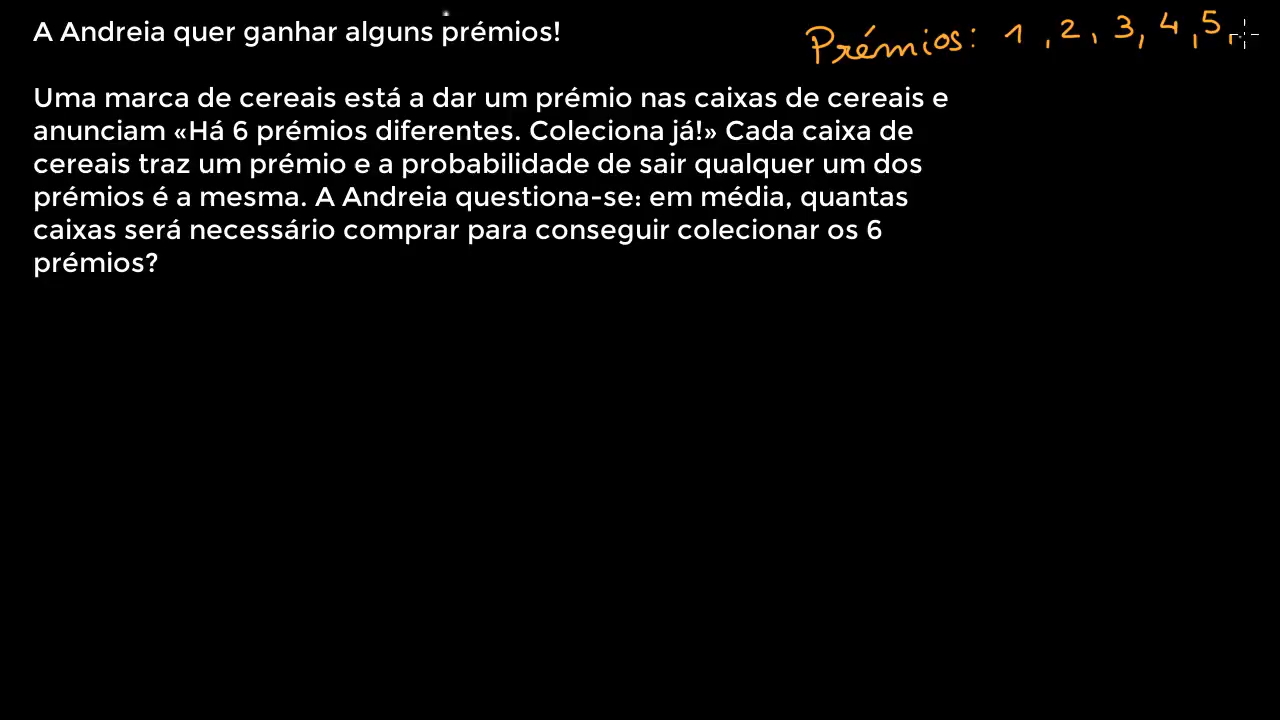 A Andreia quer ganhar alguns prémios!
Prémios: 1, 2, 3, 4, 5,
Uma marca de cereais está a dar um prémio nas caixas de cereais e
anunciam «Há 6 prémios diferentes. Coleciona já!» Cada caixa de
cereais traz um prémio e a probabilidade de sair qualquer um dos
prémios é a mesma. A Andreia questiona-se: em média, quantas
caixas será necessário comprar para conseguir colecionar os 6
prémios?